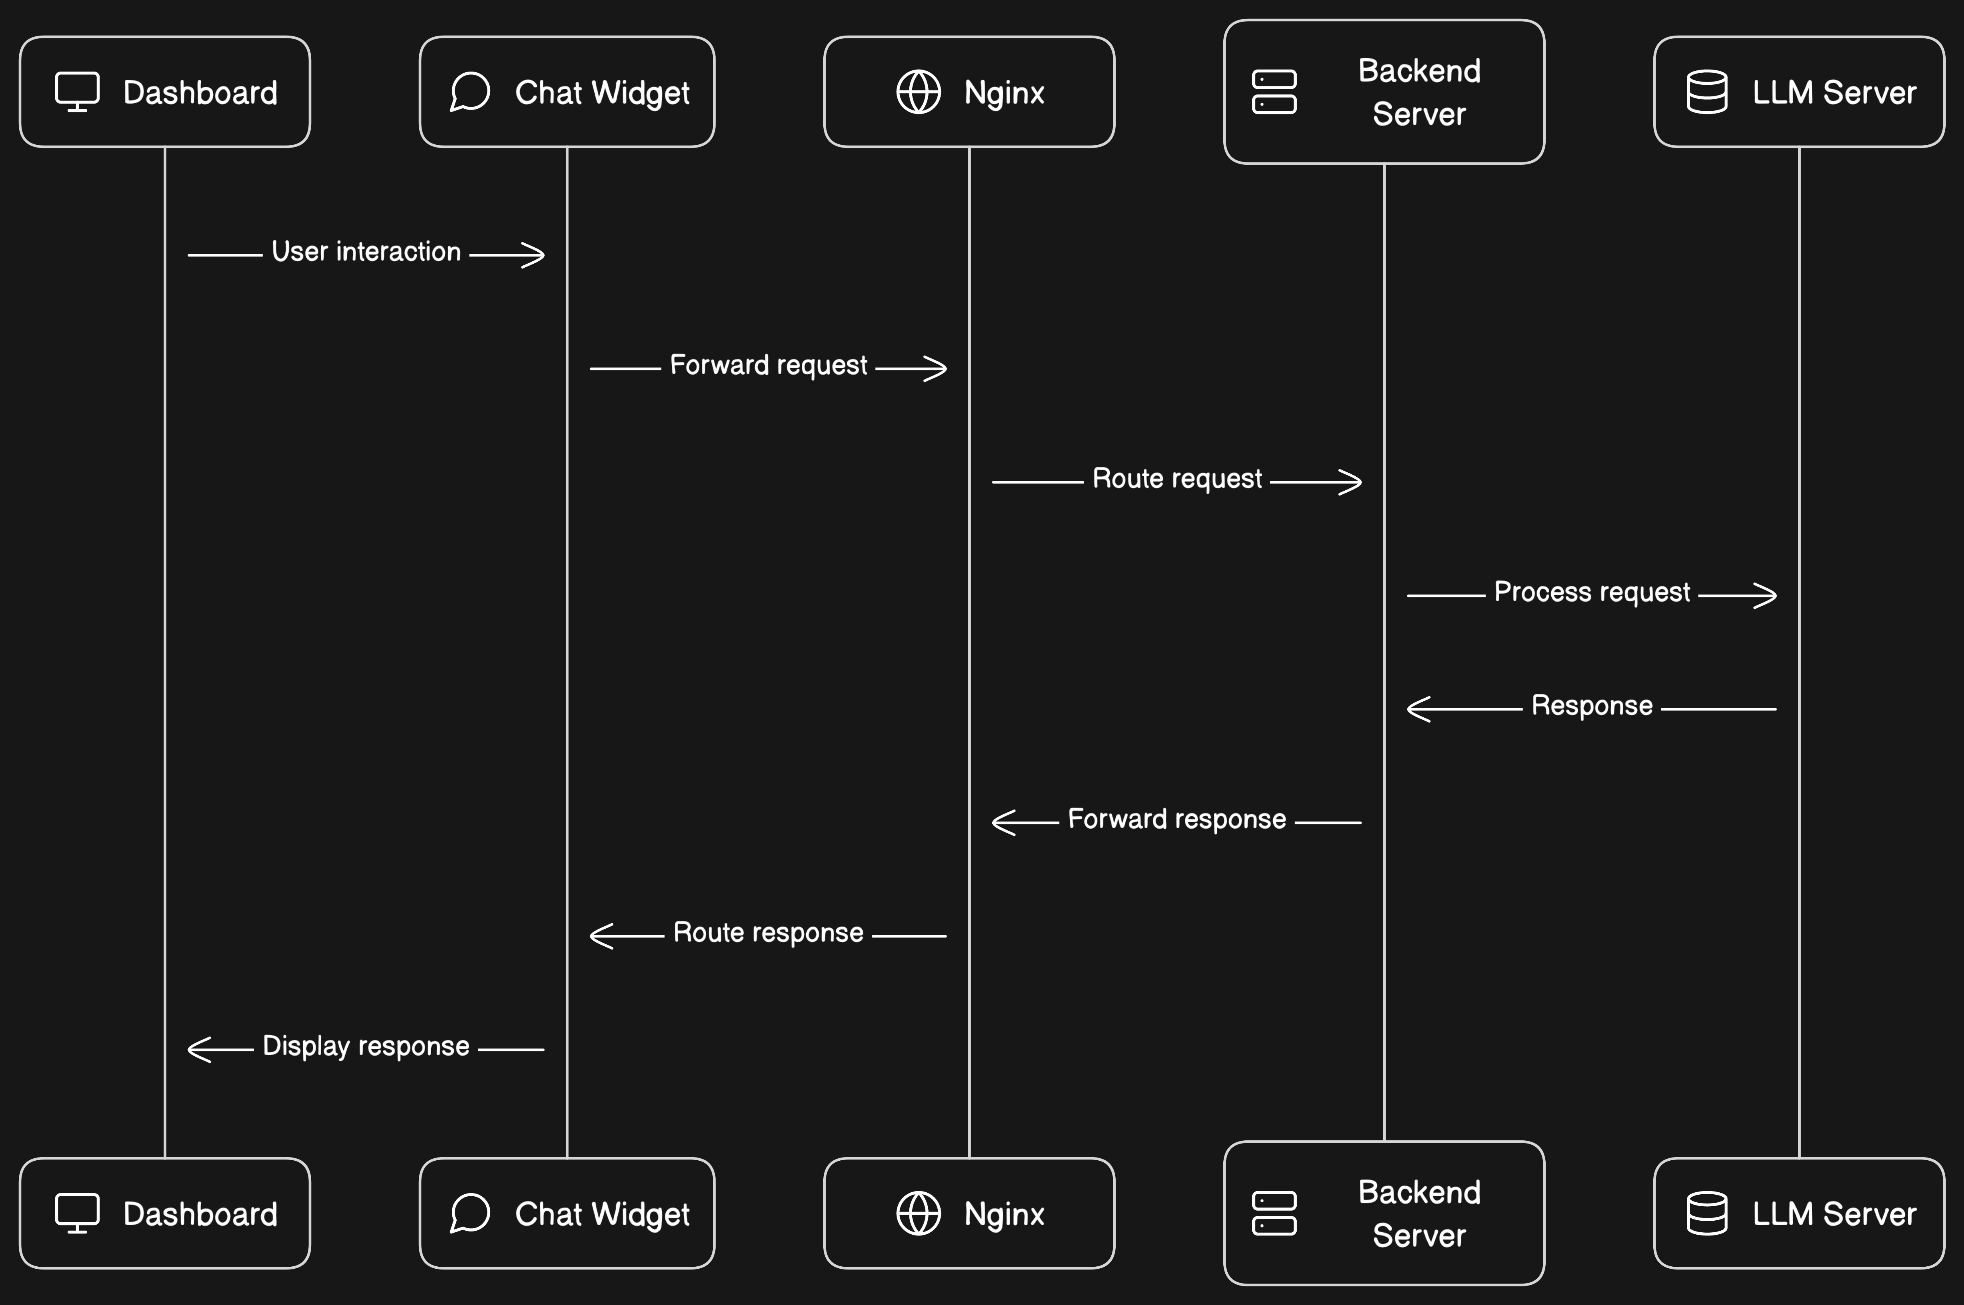 Dashboard
Chat Widget
Nginx
Backend
Server
LLM Server
User interaction
Forward request
Route request
Process request
Response
Forward response
Route response
Display response
Dashboard
Chat Widget
Nginx
Backend
Server
LLM Server